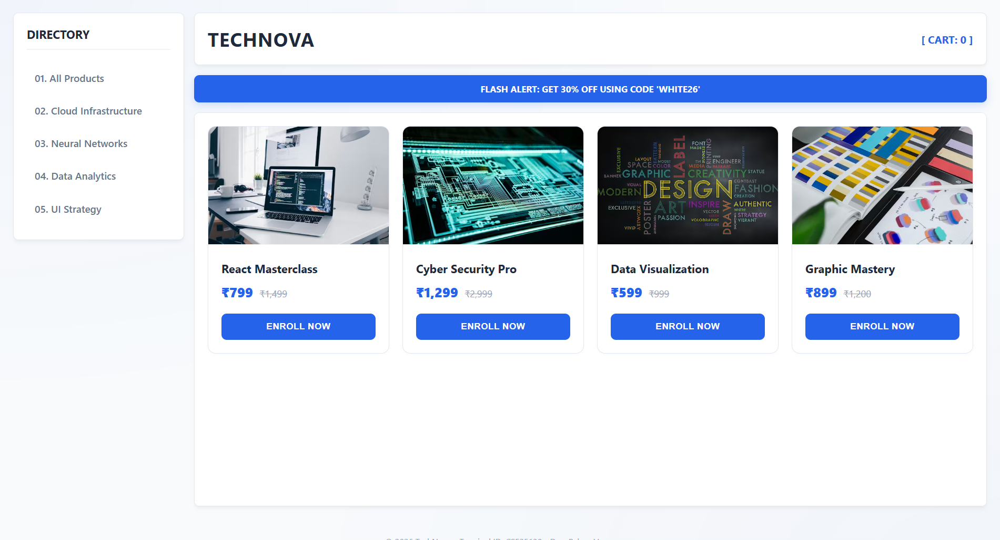 DIRECTORY
01. All Products
02. Cloud Infrastructure
03. Neural Networks
04. Data Analytics
05. UI Strategy
TECHNOVA
[ CART: 0 ]
FLASH ALERT: GET 30% OFF USING CODE 'WHITE26'
LABEL
FONT
MADE
PRINTING
EXCLUSIVE
LAYOUT
SPACE
COLOR
MEDIA
ENGINEER
GRAPHIC
CREATIVITY
STATUE
CONTRAST
MODERN
DESIGN
FASHION
CREATION
EXCLUSIVE
POSTER
ART
INSPIRE
AUTHENTIC
VECTOR
PASSION
DRAW
STRATEGY
VIVID
ARTWORK
React Masterclass
₹799 ₹1,499
ENROLL NOW
Cyber Security Pro
₹1,299 ₹2,999
ENROLL NOW
Data Visualization
₹599 ₹999
ENROLL NOW
Graphic Mastery
₹899 ₹1,200
ENROLL NOW